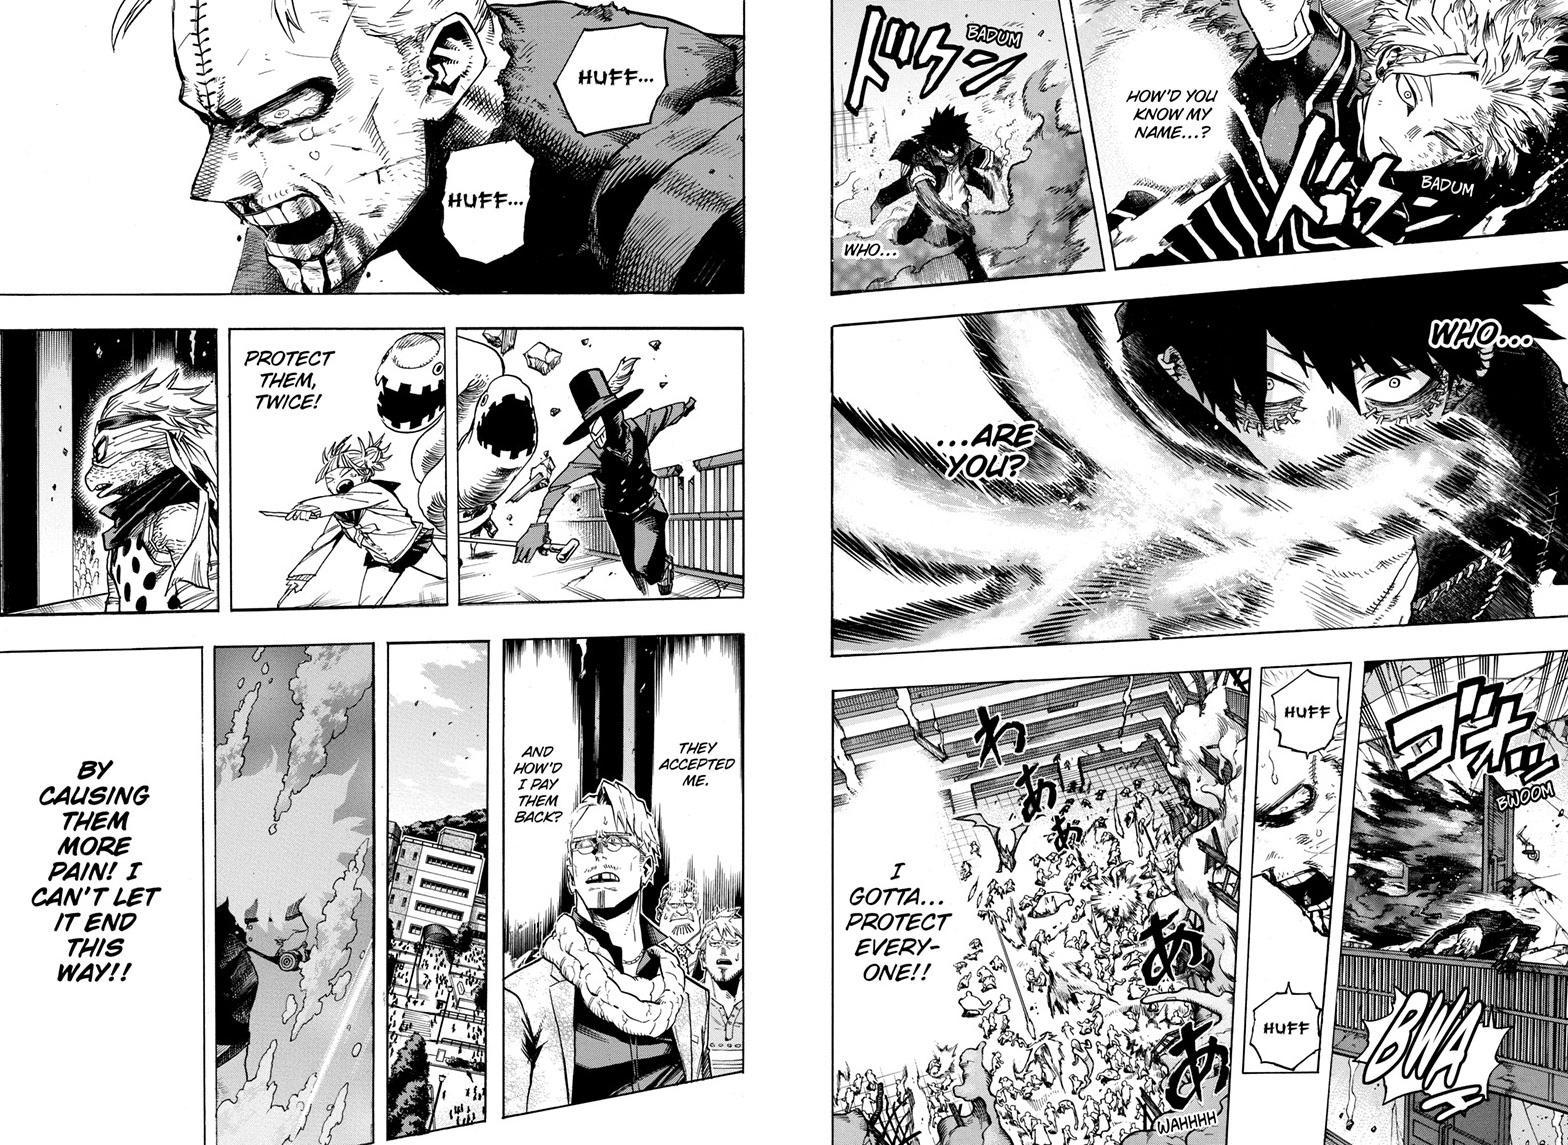 ドクン
BADUM
HOW'D YOU
KNOW MY
NAME...?
ドックン
BADUM
WHO...
WHO...
...ARE
YOU?
ゴオォッ
BWOOM
BWA
HUFF
HUFF
わああ
ああ!!
WAHHHH
I
GOTTA...
PROTECT
EVERY-
ONE!!
HUFF...
HUFF...
PROTECT
THEM,
TWICE!
THEY
ACCEPTED
ME.
AND
HOW'D
I PAY
THEM
BACK?
BY
CAUSING
THEM
MORE
PAIN! I
CAN'T LET
IT END
THIS
WAY!!